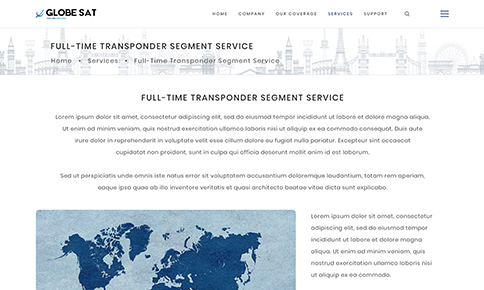 GLOBE SAT
HOME COMPANY OUR COVERAGE SERVICES SUPPORT
FULL-TIME TRANSPONDER SEGMENT SERVICE
Home • Services • Full-Time Transponder Segment Service
FULL-TIME TRANSPONDER SEGMENT SERVICE
Lorem ipsum dolor sit amet, consectetur adipiscing elit, sed do eiusmod tempor incididunt ut labore et dolore magna aliqua.
Ut enim ad minim veniam, quis nostrud exercitation ullamco laboris nisi ut aliquip ex ea commodo consequat. Duis aute
irure dolor in reprehenderit in voluptate velit esse cillum dolore eu fugiat nulla pariatur. Excepteur sint occaecat
cupidatat non proident, sunt in culpa qui officia deserunt mollit anim id est laborum.
Sed ut perspiciatis unde omnis iste natus error sit voluptatem accusantium doloremque laudantium, totam rem aperiam,
eaque ipsa quae ab illo inventore veritatis et quasi architecto beatae vitae dicta sunt explicabo.
Lorem ipsum dolor sit amet, consectetur
adipiscing elit, sed do eiusmod tempor
incididunt ut labore et dolore magna
aliqua. Ut enim ad minim veniam, quis
nostrud exercitation ullamco laboris nisi
ut aliquip ex ea commodo.